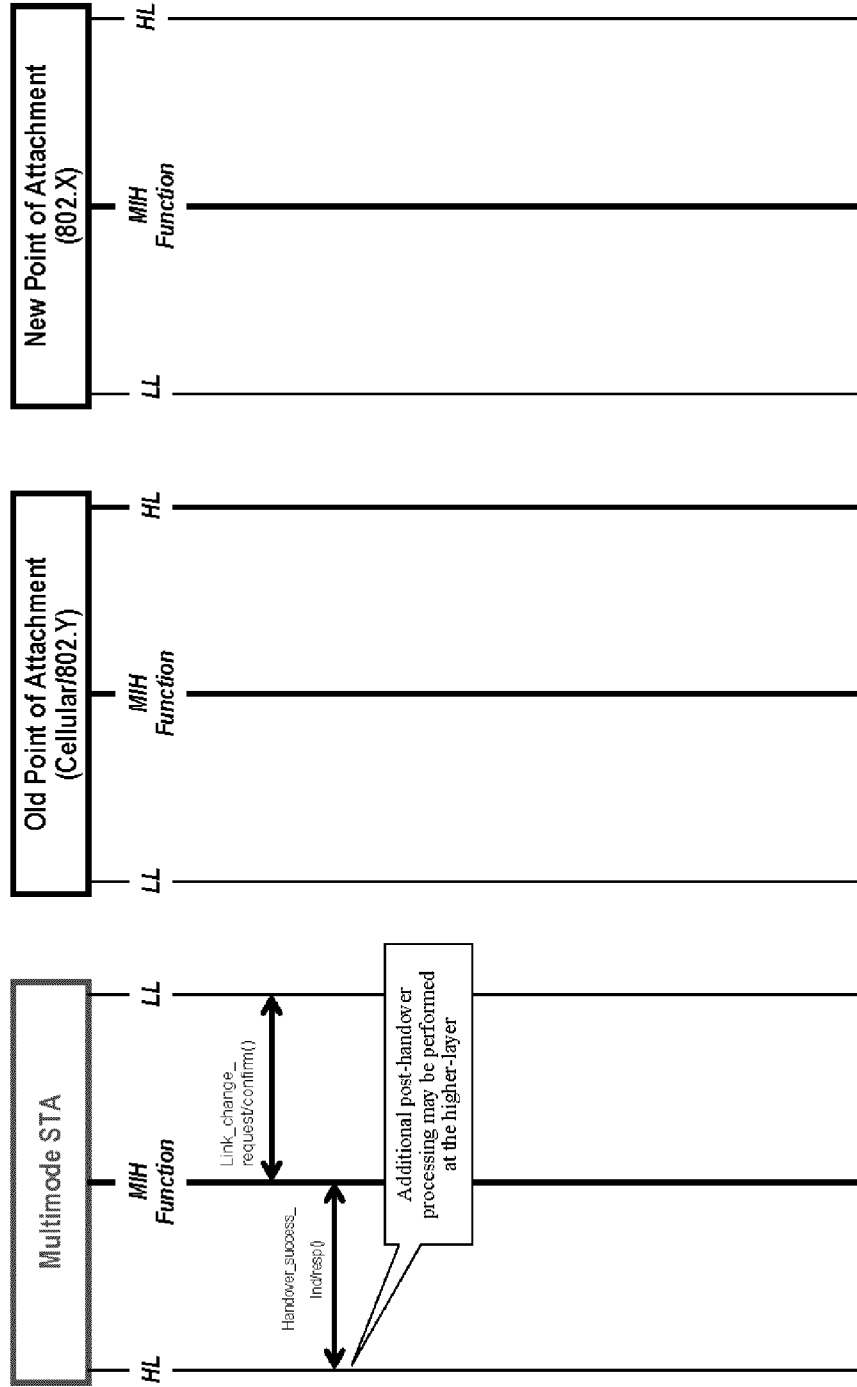 Multimode STA
Old Point of Attachment
(Cellular/802.Y)
New Point of Attachment
(802.X)
HL
MIH
Function
LL
LL
MIH
Function
HL
LL
MIH
Function
HL
Link_change_
request/confirm()
Handover_success_
Ind/resp()
Additional post-handover
processing may be performed
at the higher-layer